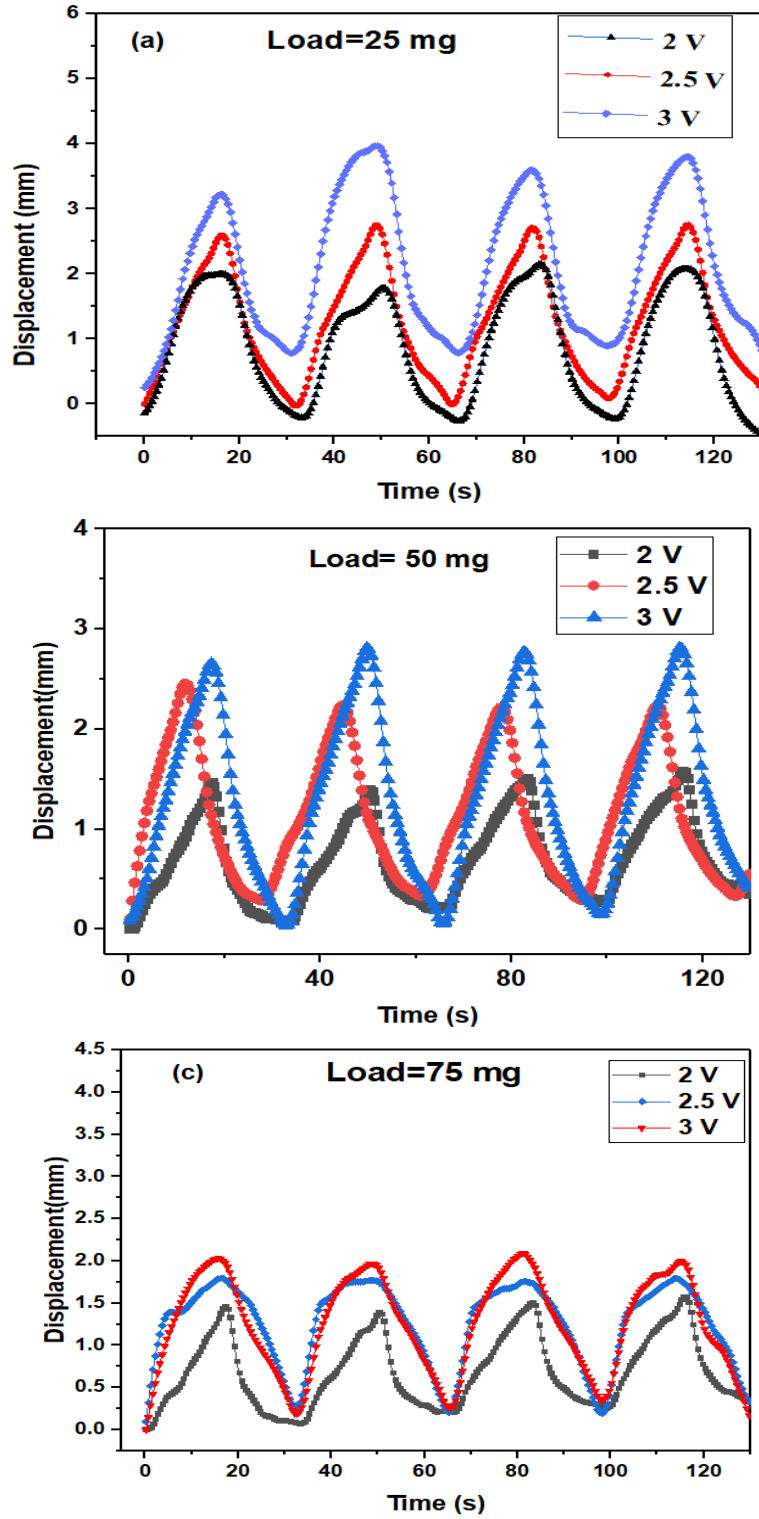 (a)
Load=25 mg
2 V
2.5 V
3 V
6
5
4
3
2
1
0
Displacement (mm)
0 20 40 60 80 100 120
Time (s)
Load= 50 mg
2 V
2.5 V
3 V
4
3
2
1
0
Displacement(mm)
0 40 80 120
Time (s)
(c)
Load=75 mg
2 V
2.5 V
3 V
4.5
4.0
3.5
3.0
2.5
2.0
1.5
1.0
0.5
0.0
Displacement(mm)
0 20 40 60 80 100 120
Time (s)